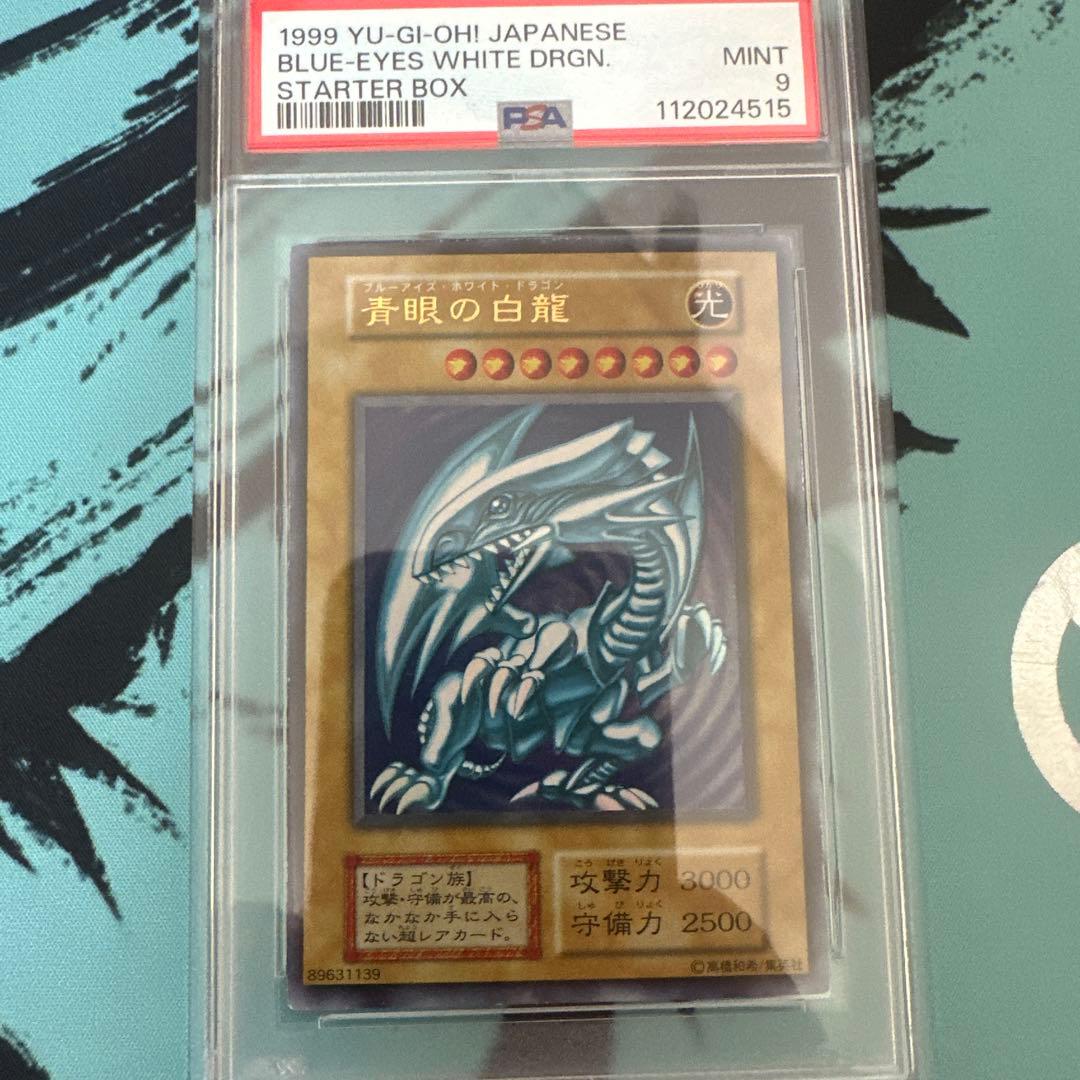 1999 YU-GI-OH! JAPANESE
BLUE-EYES WHITE DRGN. MINT
STARTER BOX 9
PSA 112024515
ブルーアイズ・ホワイト・ドラゴン
青眼の白龍
光
【ドラゴン族】
攻撃・守備が最高の、
なかなか手に入ら
ない超レアカード。
こうげきりょく
攻撃力 3000
しゅびりょく
守備力 2500
89631139
©高橋和希/集英社